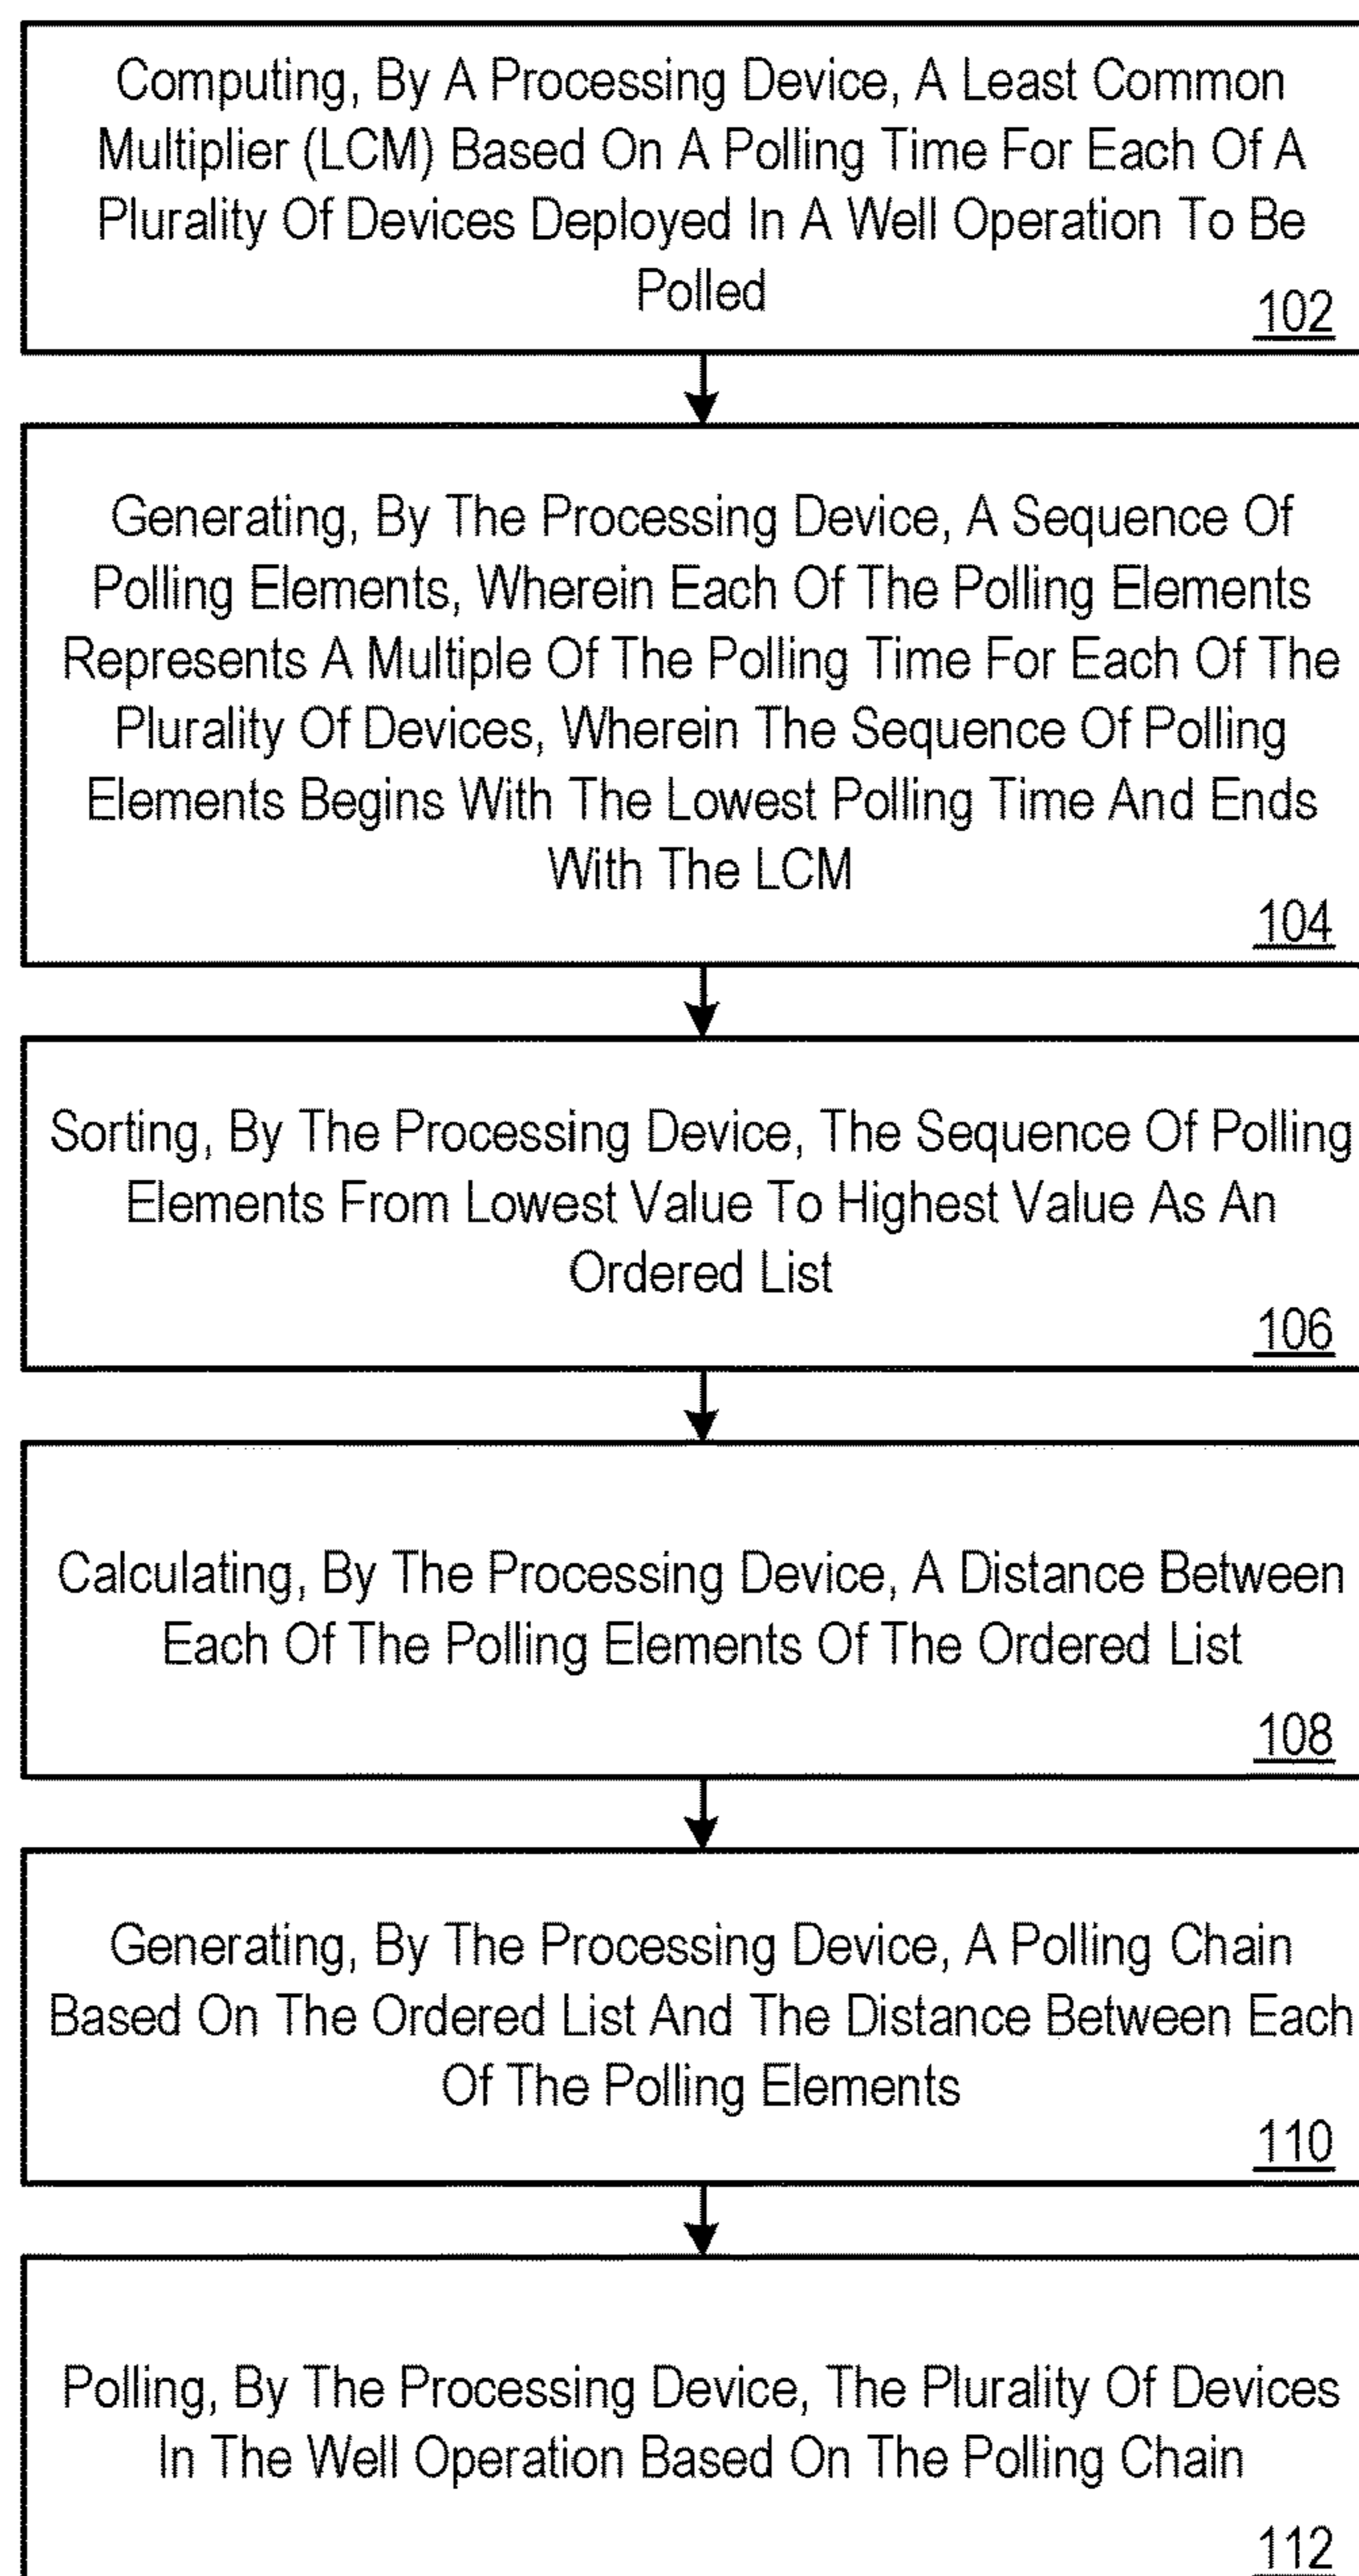 Computing, By A Processing Device, A Least Common
Multiplier (LCM) Based On A Polling Time For Each Of A
Plurality Of Devices Deployed In A Well Operation To Be
Polled
102
Generating, By The Processing Device, A Sequence Of
Polling Elements, Wherein Each Of The Polling Elements
Represents A Multiple Of The Polling Time For Each Of The
Plurality Of Devices, Wherein The Sequence Of Polling
Elements Begins With The Lowest Polling Time And Ends
With The LCM
104
Sorting, By The Processing Device, The Sequence Of Polling
Elements From Lowest Value To Highest Value As An
Ordered List
106
Calculating, By The Processing Device, A Distance Between
Each Of The Polling Elements Of The Ordered List
108
Generating, By The Processing Device, A Polling Chain
Based On The Ordered List And The Distance Between Each
Of The Polling Elements
110
Polling, By The Processing Device, The Plurality Of Devices
In The Well Operation Based On The Polling Chain
112